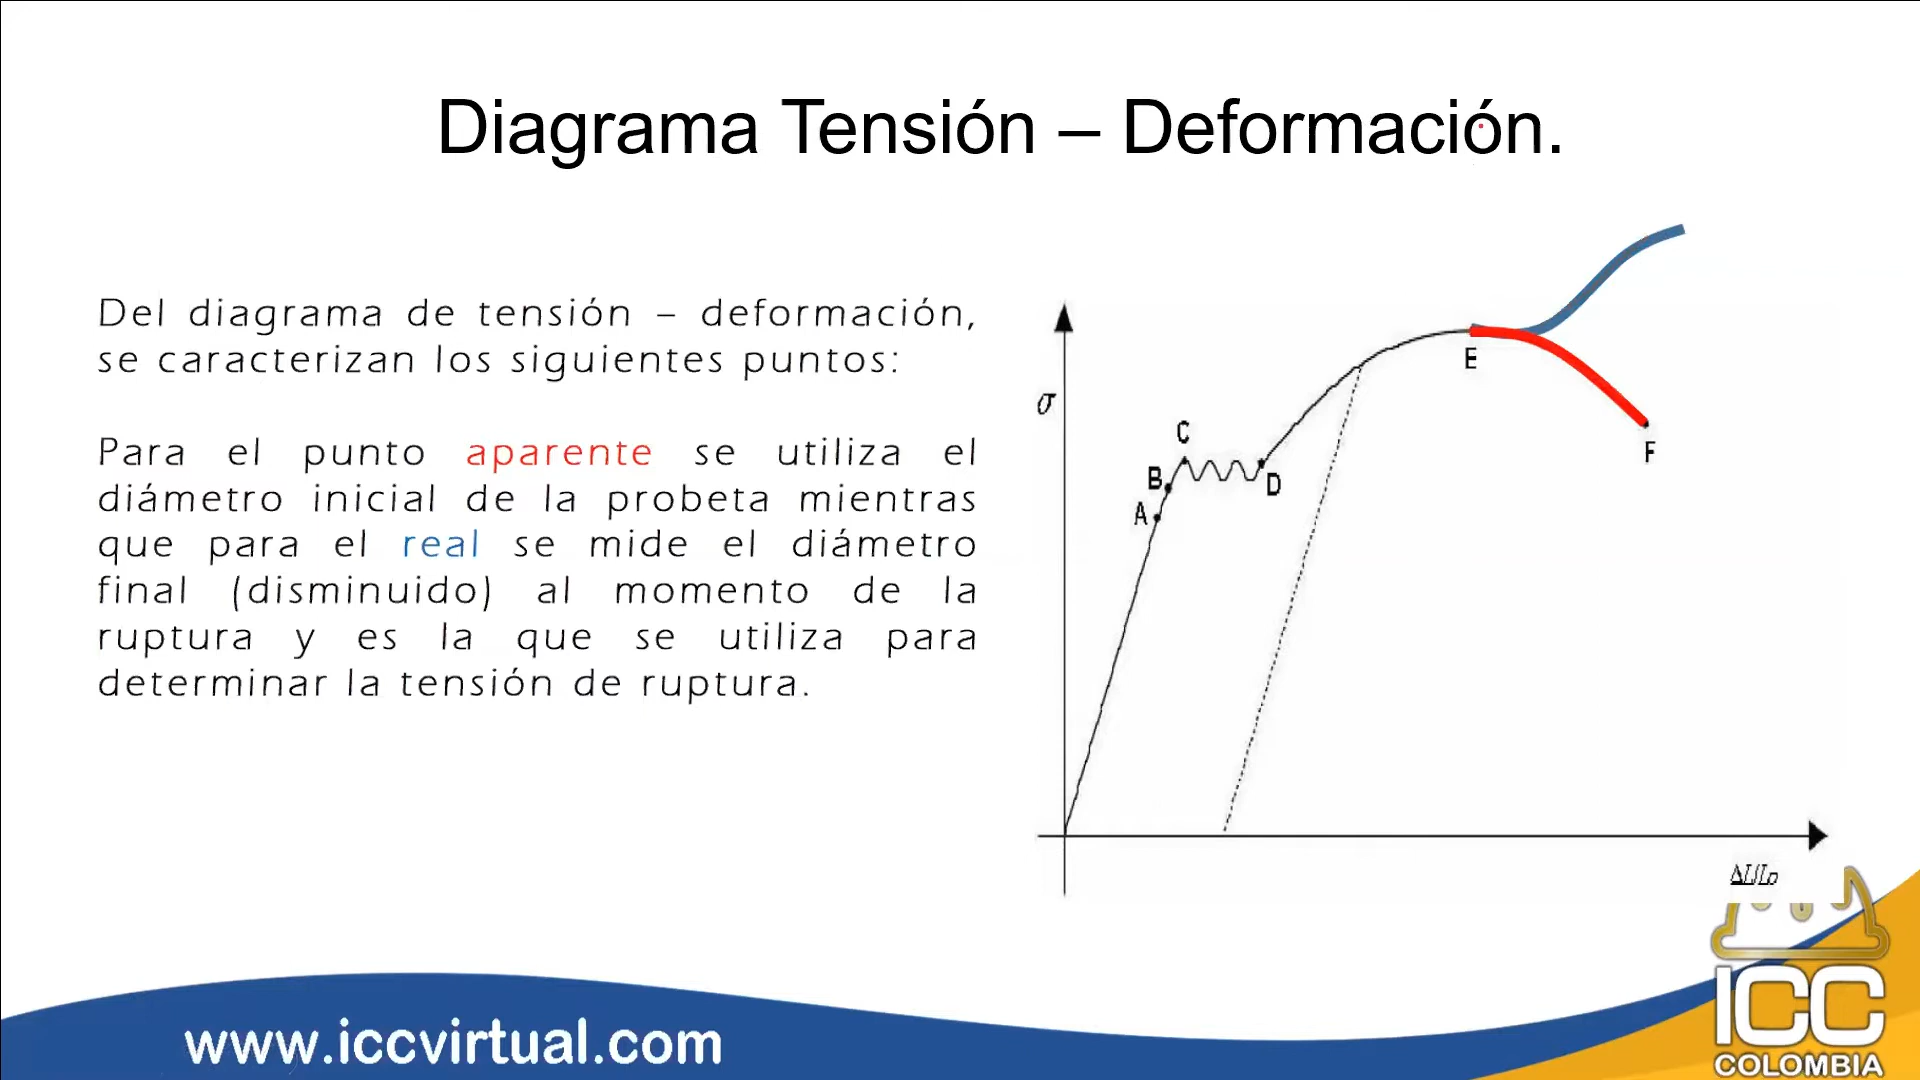 Diagrama Tensión – Deformación.
Del diagrama de tensión – deformación,
se caracterizan los siguientes puntos:
Para el punto aparente se utiliza el
diámetro inicial de la probeta mientras
que para el real se mide el diámetro
final (disminuido) al momento de la
ruptura y es la que se utiliza para
determinar la tensión de ruptura.
σ
A
B
C
D
E
F
ΔL/Lo
www.iccvirtual.com
ICC
COLOMBIA